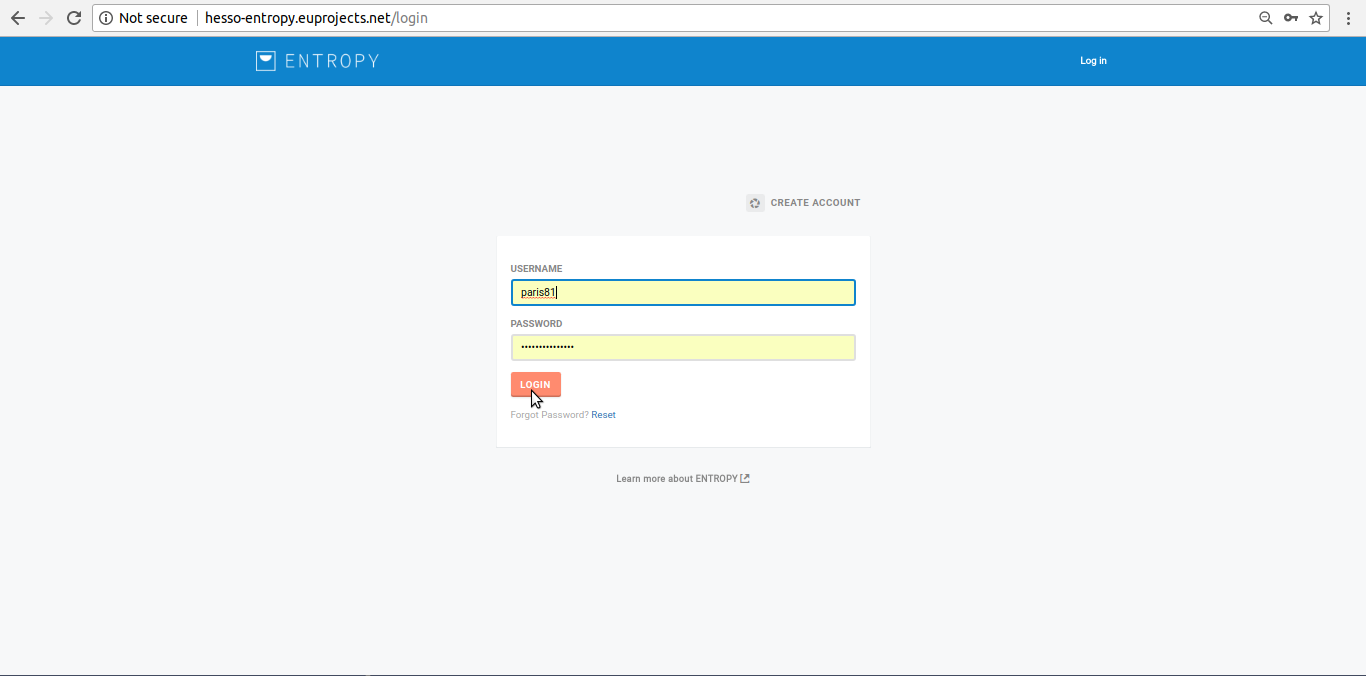 Not secure hesso-entropy.euprojects.net/login
ENTROPY Log in
CREATE ACCOUNT
USERNAME
paris81
PASSWORD
•••••••••••••••
LOGIN
Forgot Password? Reset
Learn more about ENTROPY